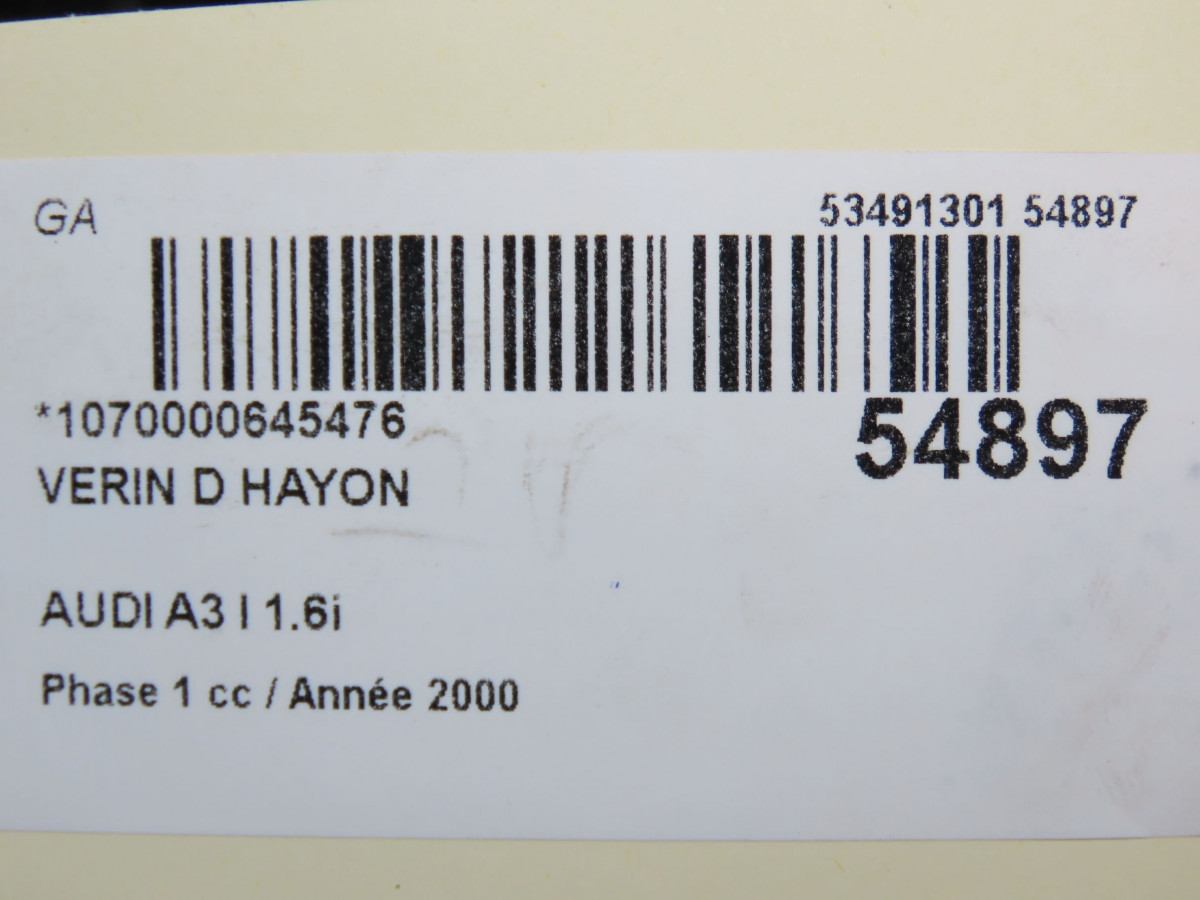 GA
53491301 54897
*1070000645476
54897
VERIN D HAYON
AUDI A3 I 1.6i
Phase 1 cc / Année 2000